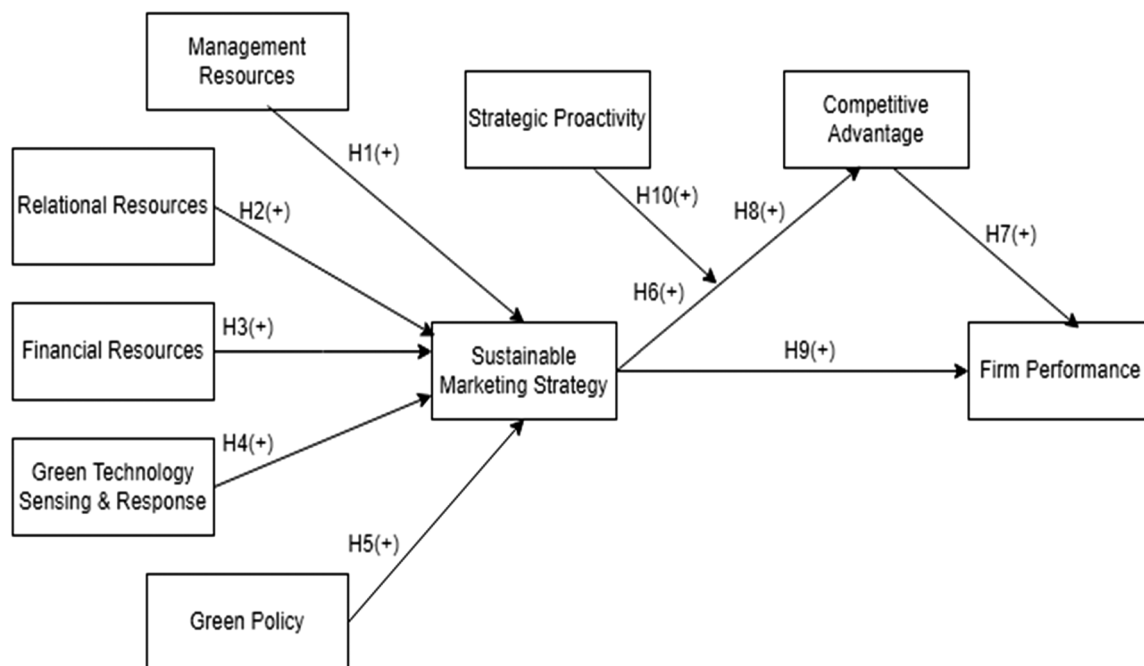 Management
Resources
Strategic Proactivity
Competitive
Advantage
H1(+)
Relational Resources
H2(+)
H10(+)
H8(+)
H7(+)
H6(+)
Financial Resources
H3(+)
Sustainable
Marketing Strategy
H9(+)
Firm Performance
H4(+)
Green Technology
Sensing & Response
H5(+)
Green Policy